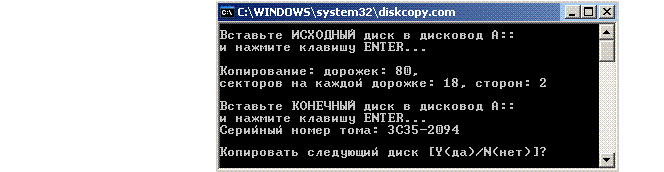 C:\WINDOWS\system32\diskcopy.com
Вставьте ИСХОДНЫЙ диск в дисковод A::
и нажмите клавишу ENTER...
Копирование: дорожек: 80,
секторов на каждой дорожке: 18, сторон: 2
Вставьте КОНЕЧНЫЙ диск в дисковод A::
и нажмите клавишу ENTER...
Серийный номер тома: 3C35-2094
Копировать следующий диск [Y(да)/N(нет)]?